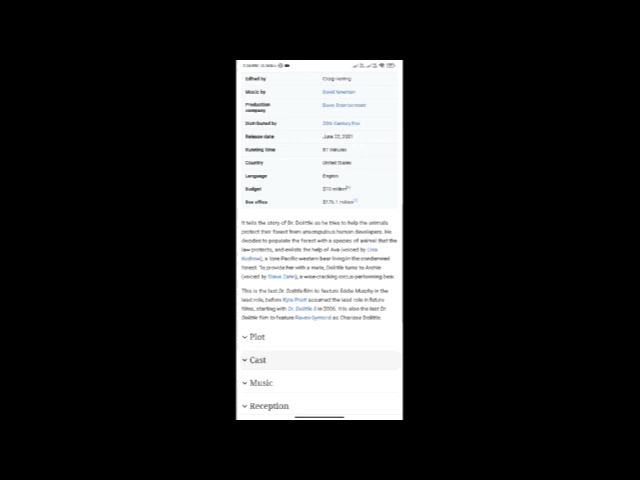 Edited by Craig Herring
Music by David Newman
Production Davis Entertainment
company
Distributed by 20th Century Fox
Release date June 22, 2001
Running time 87 minutes
Country United States
Language English
Budget
Box office $176.1 million
It tells the story of Dr. Dolittle as he tries to help the animals
protect their forest from unscrupulous human developers. He
decides to populate the forest with a species of animal that the
law protects, and enlists the help of Ava (voiced by Lisa
Kudrow), a lone Pacific western bear living in the condemned
forest. To provide her with a mate, Dolittle turns to Archie
(voiced by Steve Zahn), a wise-cracking circus-performing bear.
This is the last Dr. Dolittle film to feature Eddie Murphy in the
lead role, before Kyla Pratt assumed the lead role in future
films, starting with Dr. Dolittle 3 in 2006. It is also the last Dr.
Dolittle film to feature Raven-Symoné as Charisse Dolittle.
Plot
Cast
Music
Reception